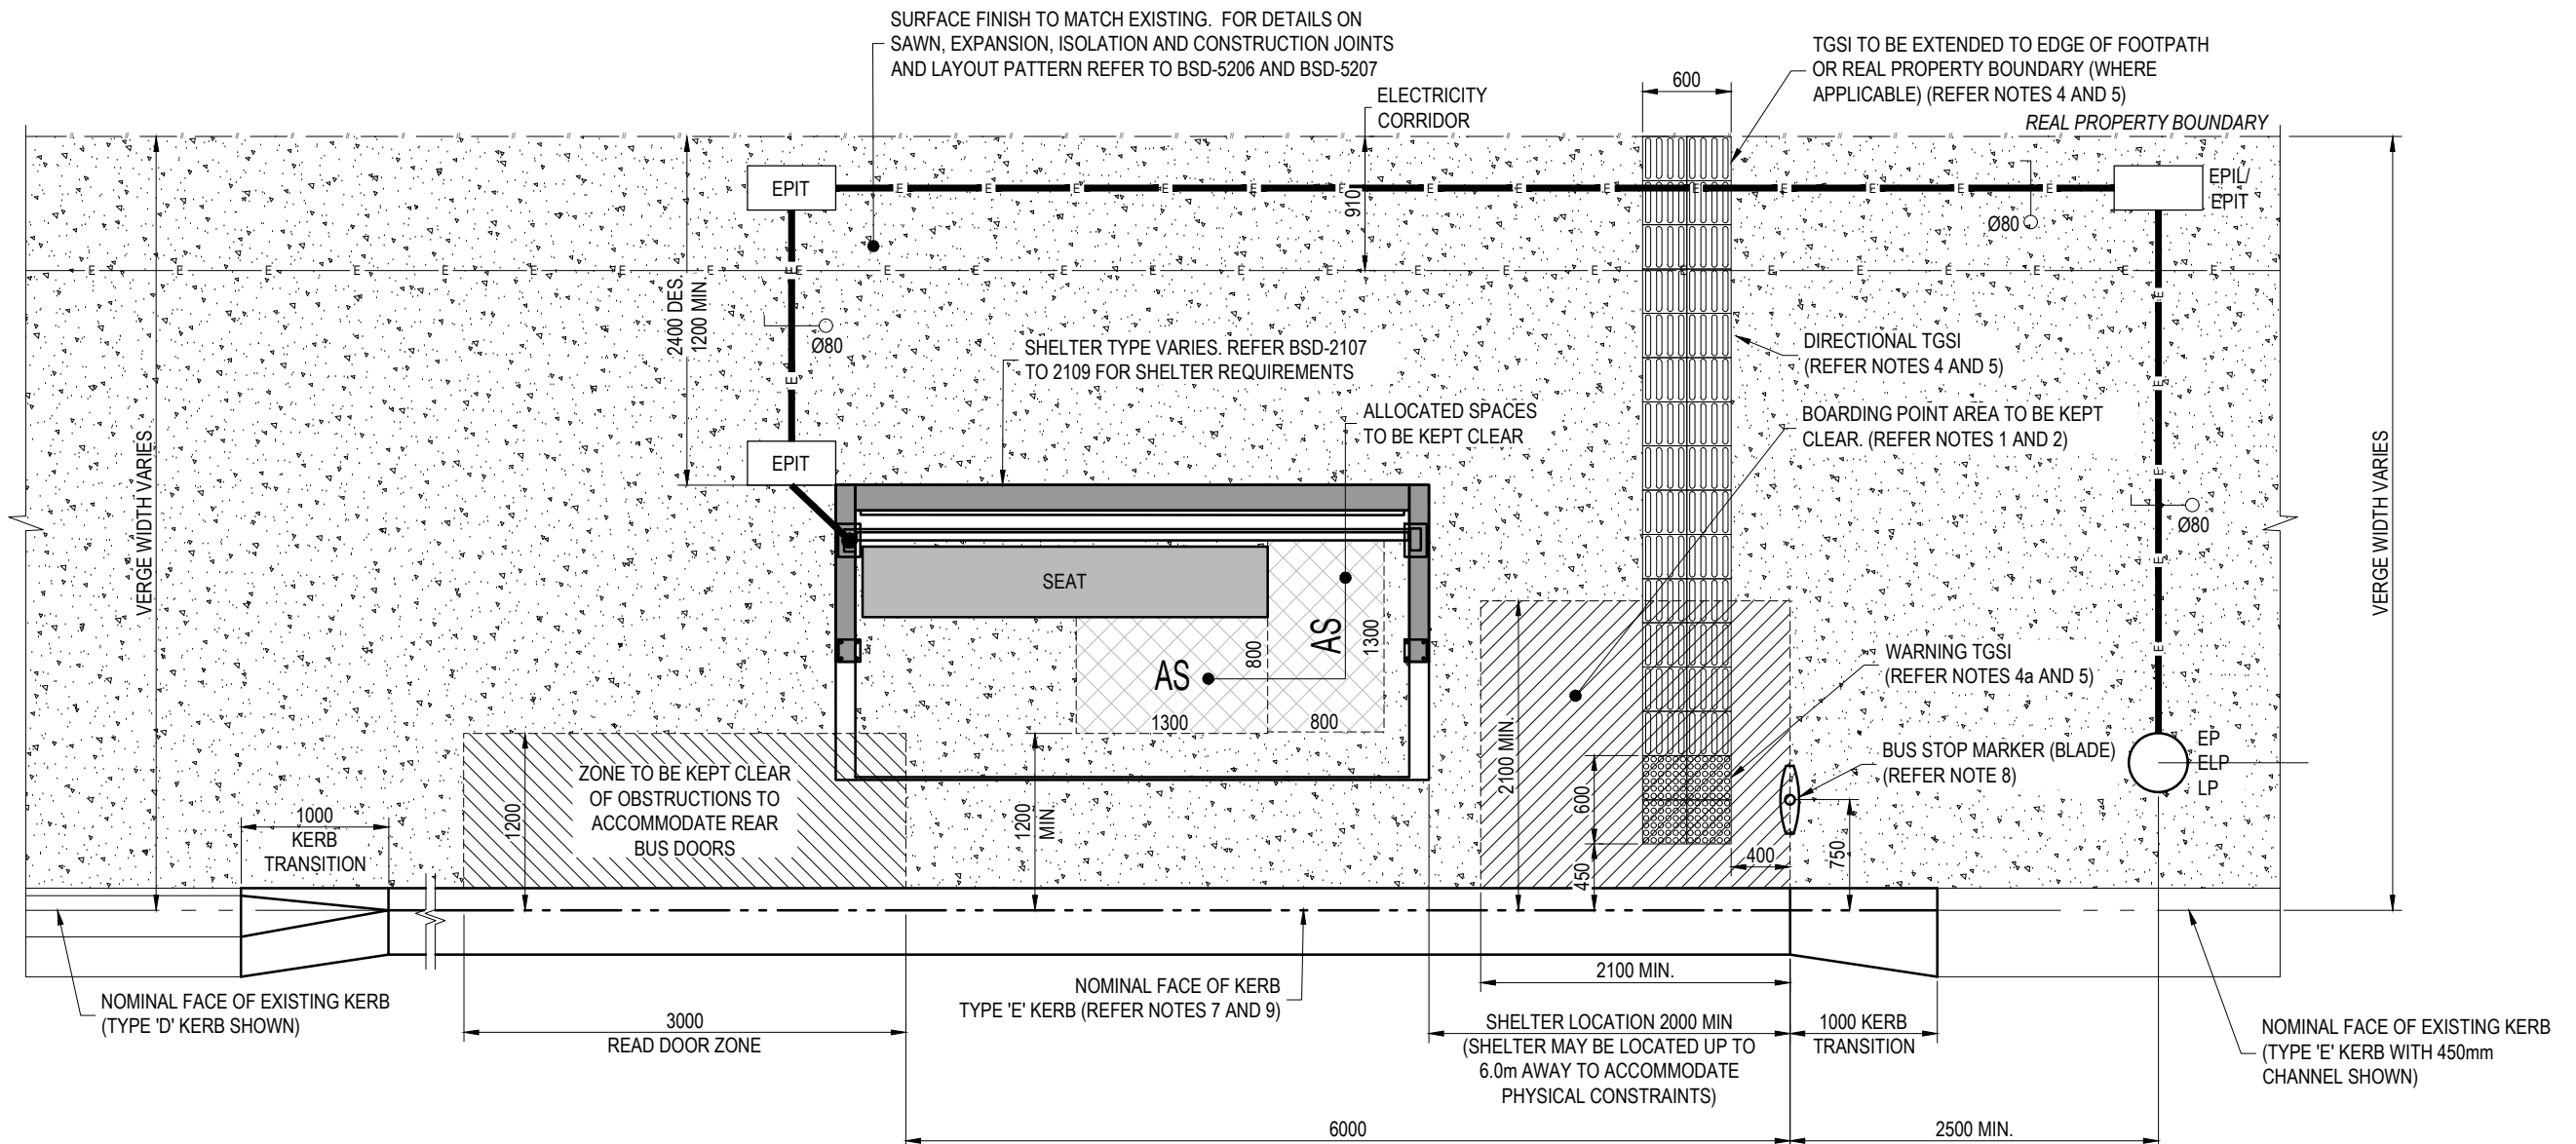 SURFACE FINISH TO MATCH EXISTING. FOR DETAILS ON
SAWN, EXPANSION, ISOLATION AND CONSTRUCTION JOINTS
AND LAYOUT PATTERN REFER TO BSD-5206 AND BSD-5207
TGSI TO BE EXTENDED TO EDGE OF FOOTPATH
OR REAL PROPERTY BOUNDARY (WHERE
APPLICABLE) (REFER NOTES 4 AND 5)
600
ELECTRICITY
CORRIDOR
REAL PROPERTY BOUNDARY
EPIT
E E E E E E E E E E E E E E
EPIL/
EPIT
910
Ø80
E E E E E E E E E E E E E E E E E E E E E E E E E E
2400 DES.
1200 MIN.
E
E
Ø80
E
E
E
E
E
SHELTER TYPE VARIES. REFER BSD-2107
TO 2109 FOR SHELTER REQUIREMENTS
DIRECTIONAL TGSI
(REFER NOTES 4 AND 5)
ALLOCATED SPACES
TO BE KEPT CLEAR
BOARDING POINT AREA TO BE KEPT
CLEAR. (REFER NOTES 1 AND 2)
VERGE WIDTH VARIES
VERGE WIDTH VARIES
EPIT
Ø80
SEAT
AS
1300
800
AS
1300
800
WARNING TGSI
(REFER NOTES 4a AND 5)
2100 MIN.
BUS STOP MARKER (BLADE)
(REFER NOTE 8)
EP
ELP
LP
ZONE TO BE KEPT CLEAR
OF OBSTRUCTIONS TO
ACCOMMODATE REAR
BUS DOORS
1200
1200
MIN.
600
450
400
750
1000
KERB
TRANSITION
NOMINAL FACE OF EXISTING KERB
(TYPE 'D' KERB SHOWN)
NOMINAL FACE OF KERB
TYPE 'E' KERB (REFER NOTES 7 AND 9)
2100 MIN.
3000
READ DOOR ZONE
SHELTER LOCATION 2000 MIN
(SHELTER MAY BE LOCATED UP TO
6.0m AWAY TO ACCOMMODATE
PHYSICAL CONSTRAINTS)
1000 KERB
TRANSITION
NOMINAL FACE OF EXISTING KERB
(TYPE 'E' KERB WITH 450mm
CHANNEL SHOWN)
6000
2500 MIN.